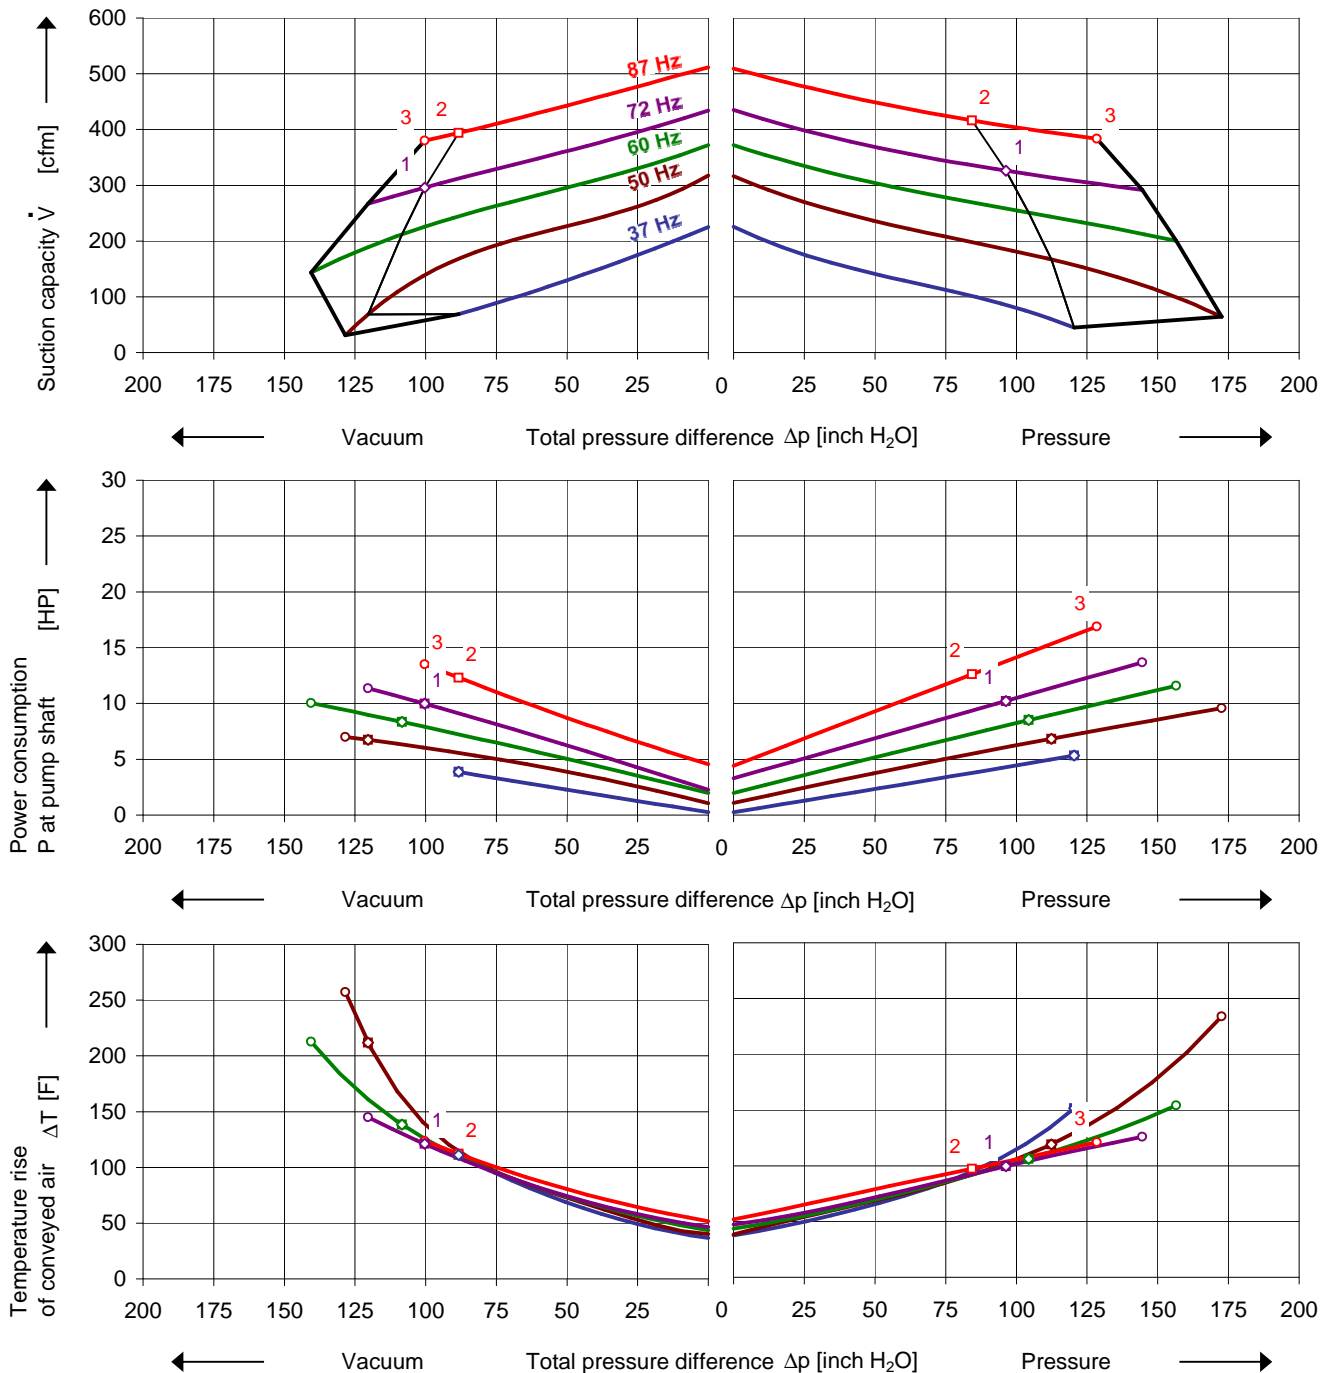 600
500
400
300
200
100
0
Suction capacity V̇ [cfm]
87 Hz
72 Hz
60 Hz
50 Hz
37 Hz
3
2
1
2
1
3
200 175 150 125 100 75 50 25 0 25 50 75 100 125 150 175 200
Vacuum Total pressure difference Δp [inch H₂O] Pressure
30
25
20
15
10
5
0
Power consumption
P at pump shaft [HP]
3
2
1
3
2
1
200 175 150 125 100 75 50 25 0 25 50 75 100 125 150 175 200
Vacuum Total pressure difference Δp [inch H₂O] Pressure
300
250
200
150
100
50
0
Temperature rise
of conveyed air ΔT [F]
1
2
3
2
1
200 175 150 125 100 75 50 25 0 25 50 75 100 125 150 175 200
Vacuum Total pressure difference Δp [inch H₂O] Pressure